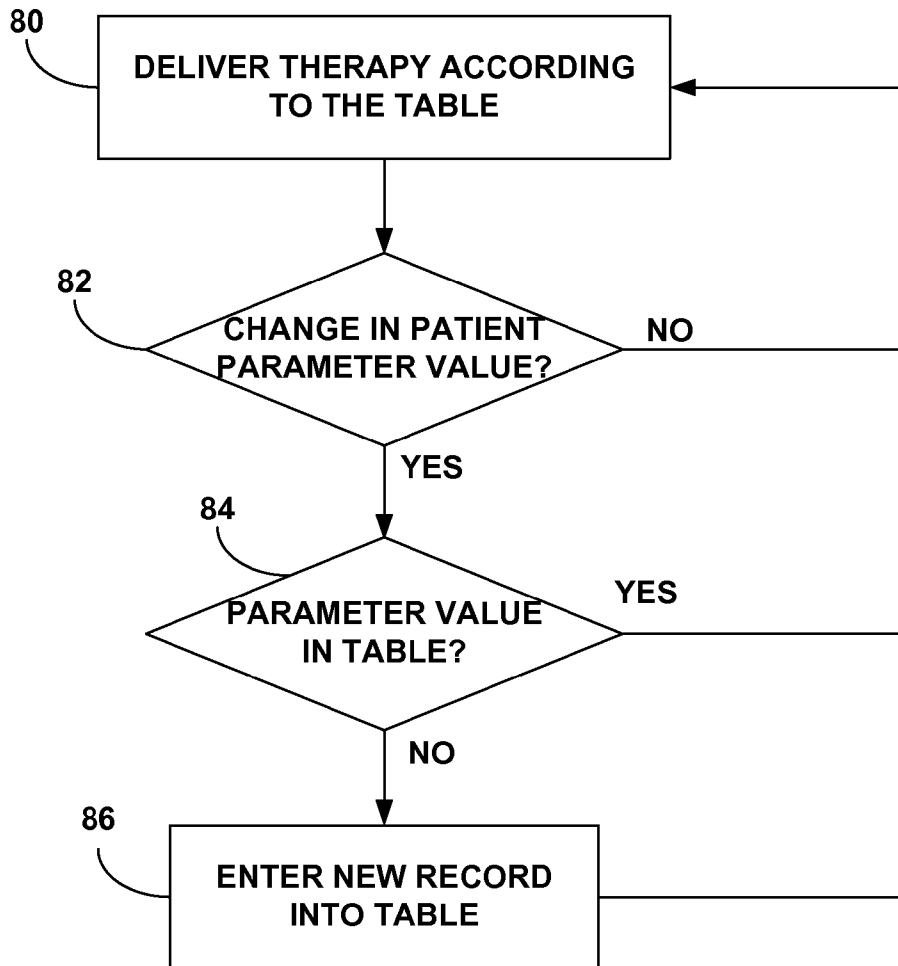 80
DELIVER THERAPY ACCORDING
TO THE TABLE
82
CHANGE IN PATIENT
PARAMETER VALUE?
NO
YES
84
PARAMETER VALUE
IN TABLE?
YES
NO
86
ENTER NEW RECORD
INTO TABLE